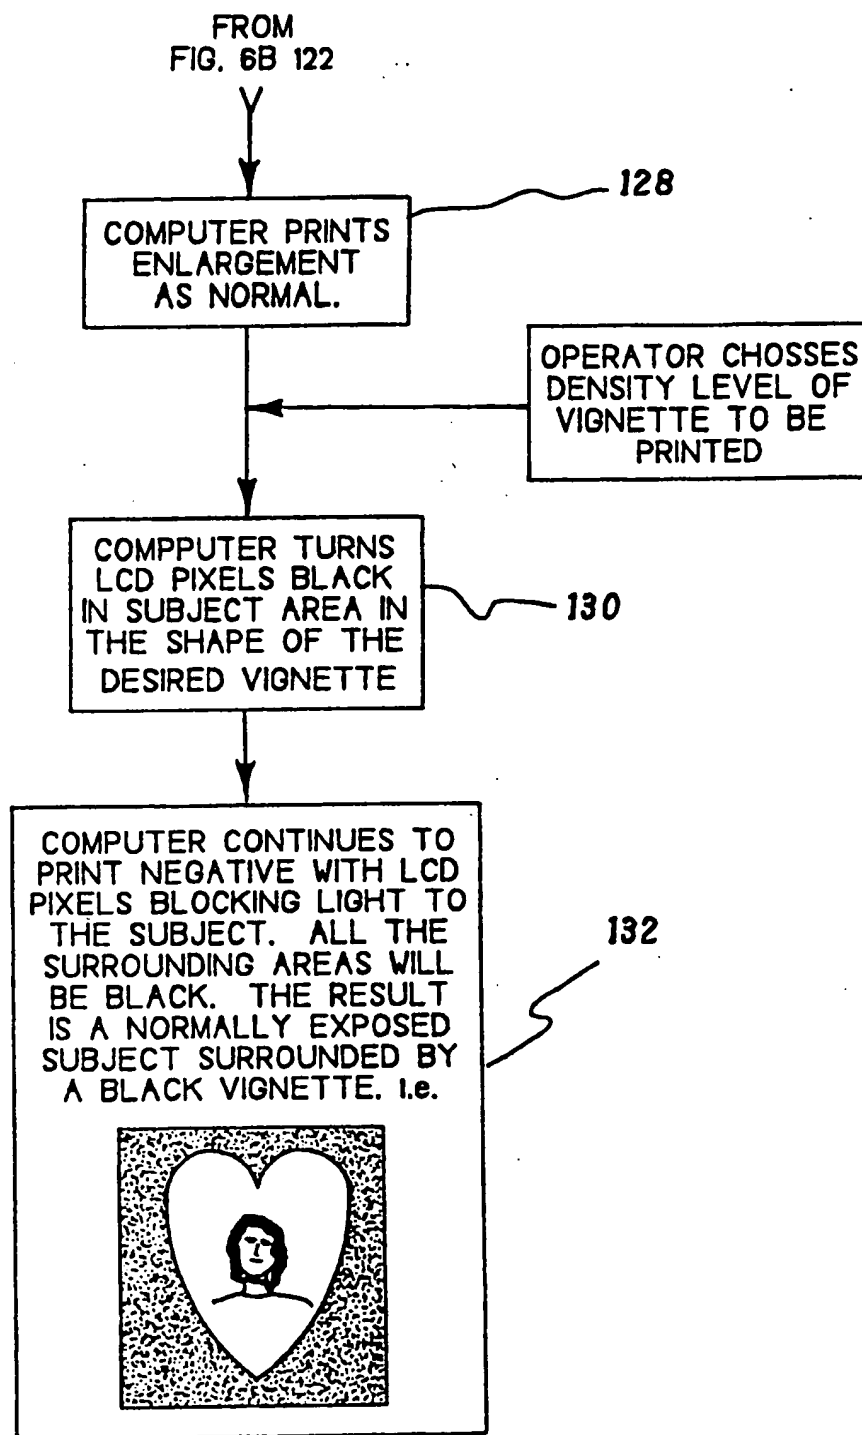 FROM
FIG. 6B 122
128
COMPUTER PRINTS
ENLARGEMENT
AS NORMAL.
OPERATOR CHOSSES
DENSITY LEVEL OF
VIGNETTE TO BE
PRINTED
COMPPUTER TURNS
LCD PIXELS BLACK
IN SUBJECT AREA IN
THE SHAPE OF THE
DESIRED VIGNETTE
130
COMPUTER CONTINUES TO
PRINT NEGATIVE WITH LCD
PIXELS BLOCKING LIGHT TO
THE SUBJECT. ALL THE
SURROUNDING AREAS WILL
BE BLACK. THE RESULT
IS A NORMALLY EXPOSED
SUBJECT SURROUNDED BY
A BLACK VIGNETTE. i.e.
132